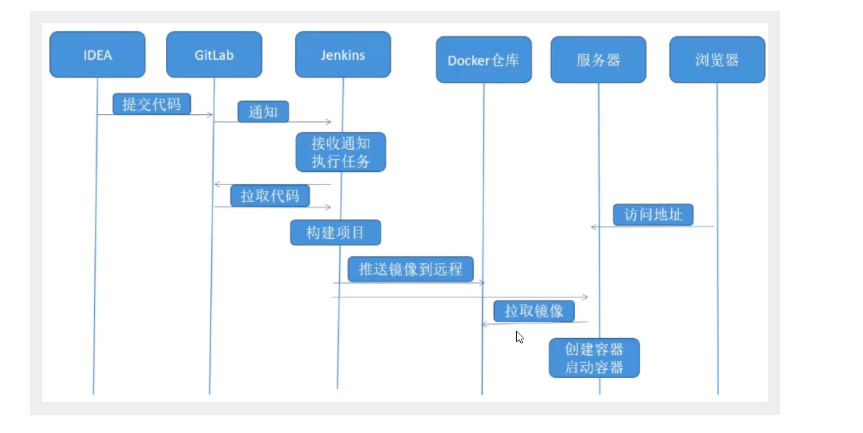 IDEA
GitLab
Jenkins
Docker仓库
服务器
浏览器
提交代码
通知
接收通知
执行任务
拉取代码
访问地址
构建项目
推送镜像到远程
拉取镜像
创建容器
启动容器